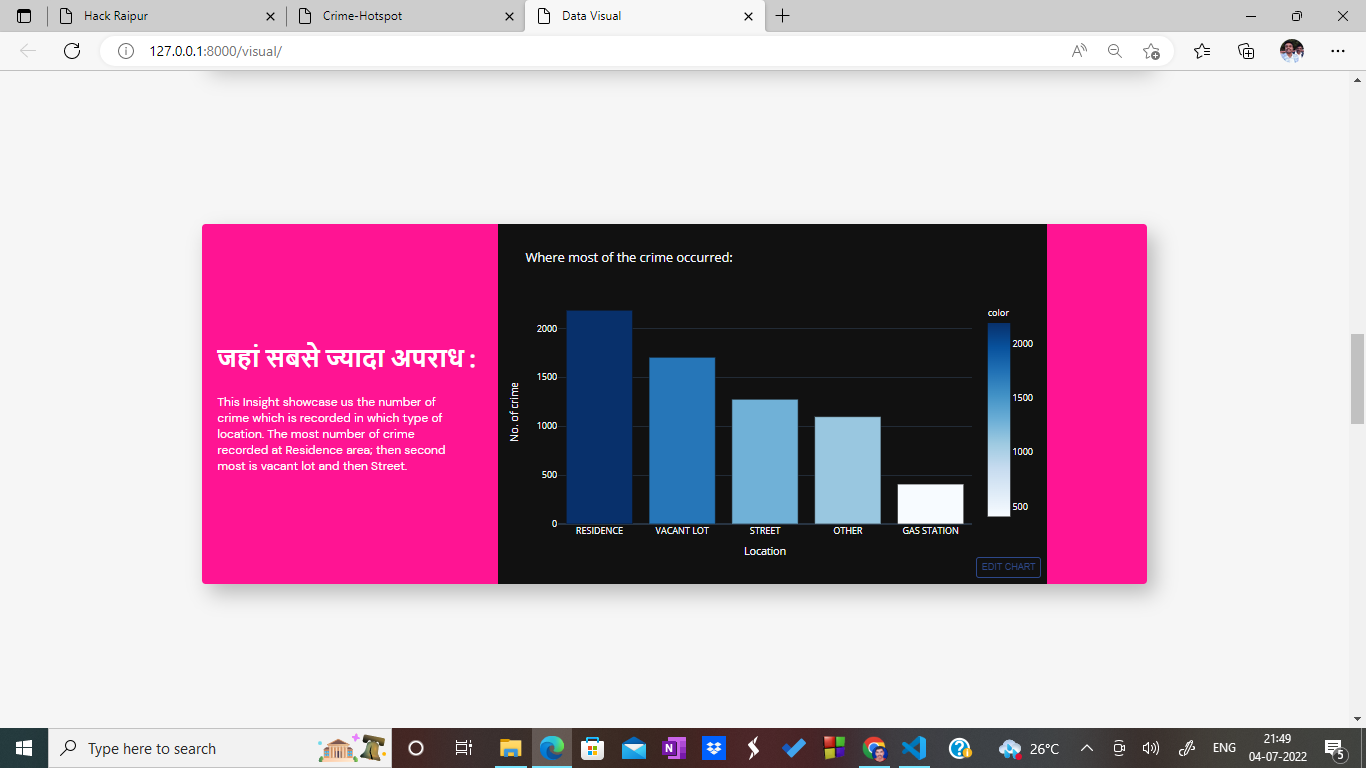 Hack Raipur
Crime-Hotspot
Data Visual
127.0.0.1:8000/visual/
जहां सबसे ज्यादा अपराध :
This Insight showcase us the number of
crime which is recorded in which type of
location. The most number of crime
recorded at Residence area; then second
most is vacant lot and then Street.
Where most of the crime occurred:
No. of crime
2000
1500
1000
500
0
RESIDENCE
VACANT LOT
STREET
OTHER
GAS STATION
Location
color
2000
1500
1000
500
EDIT CHART
Type here to search
26°C
ENG
21:49
04-07-2022
5